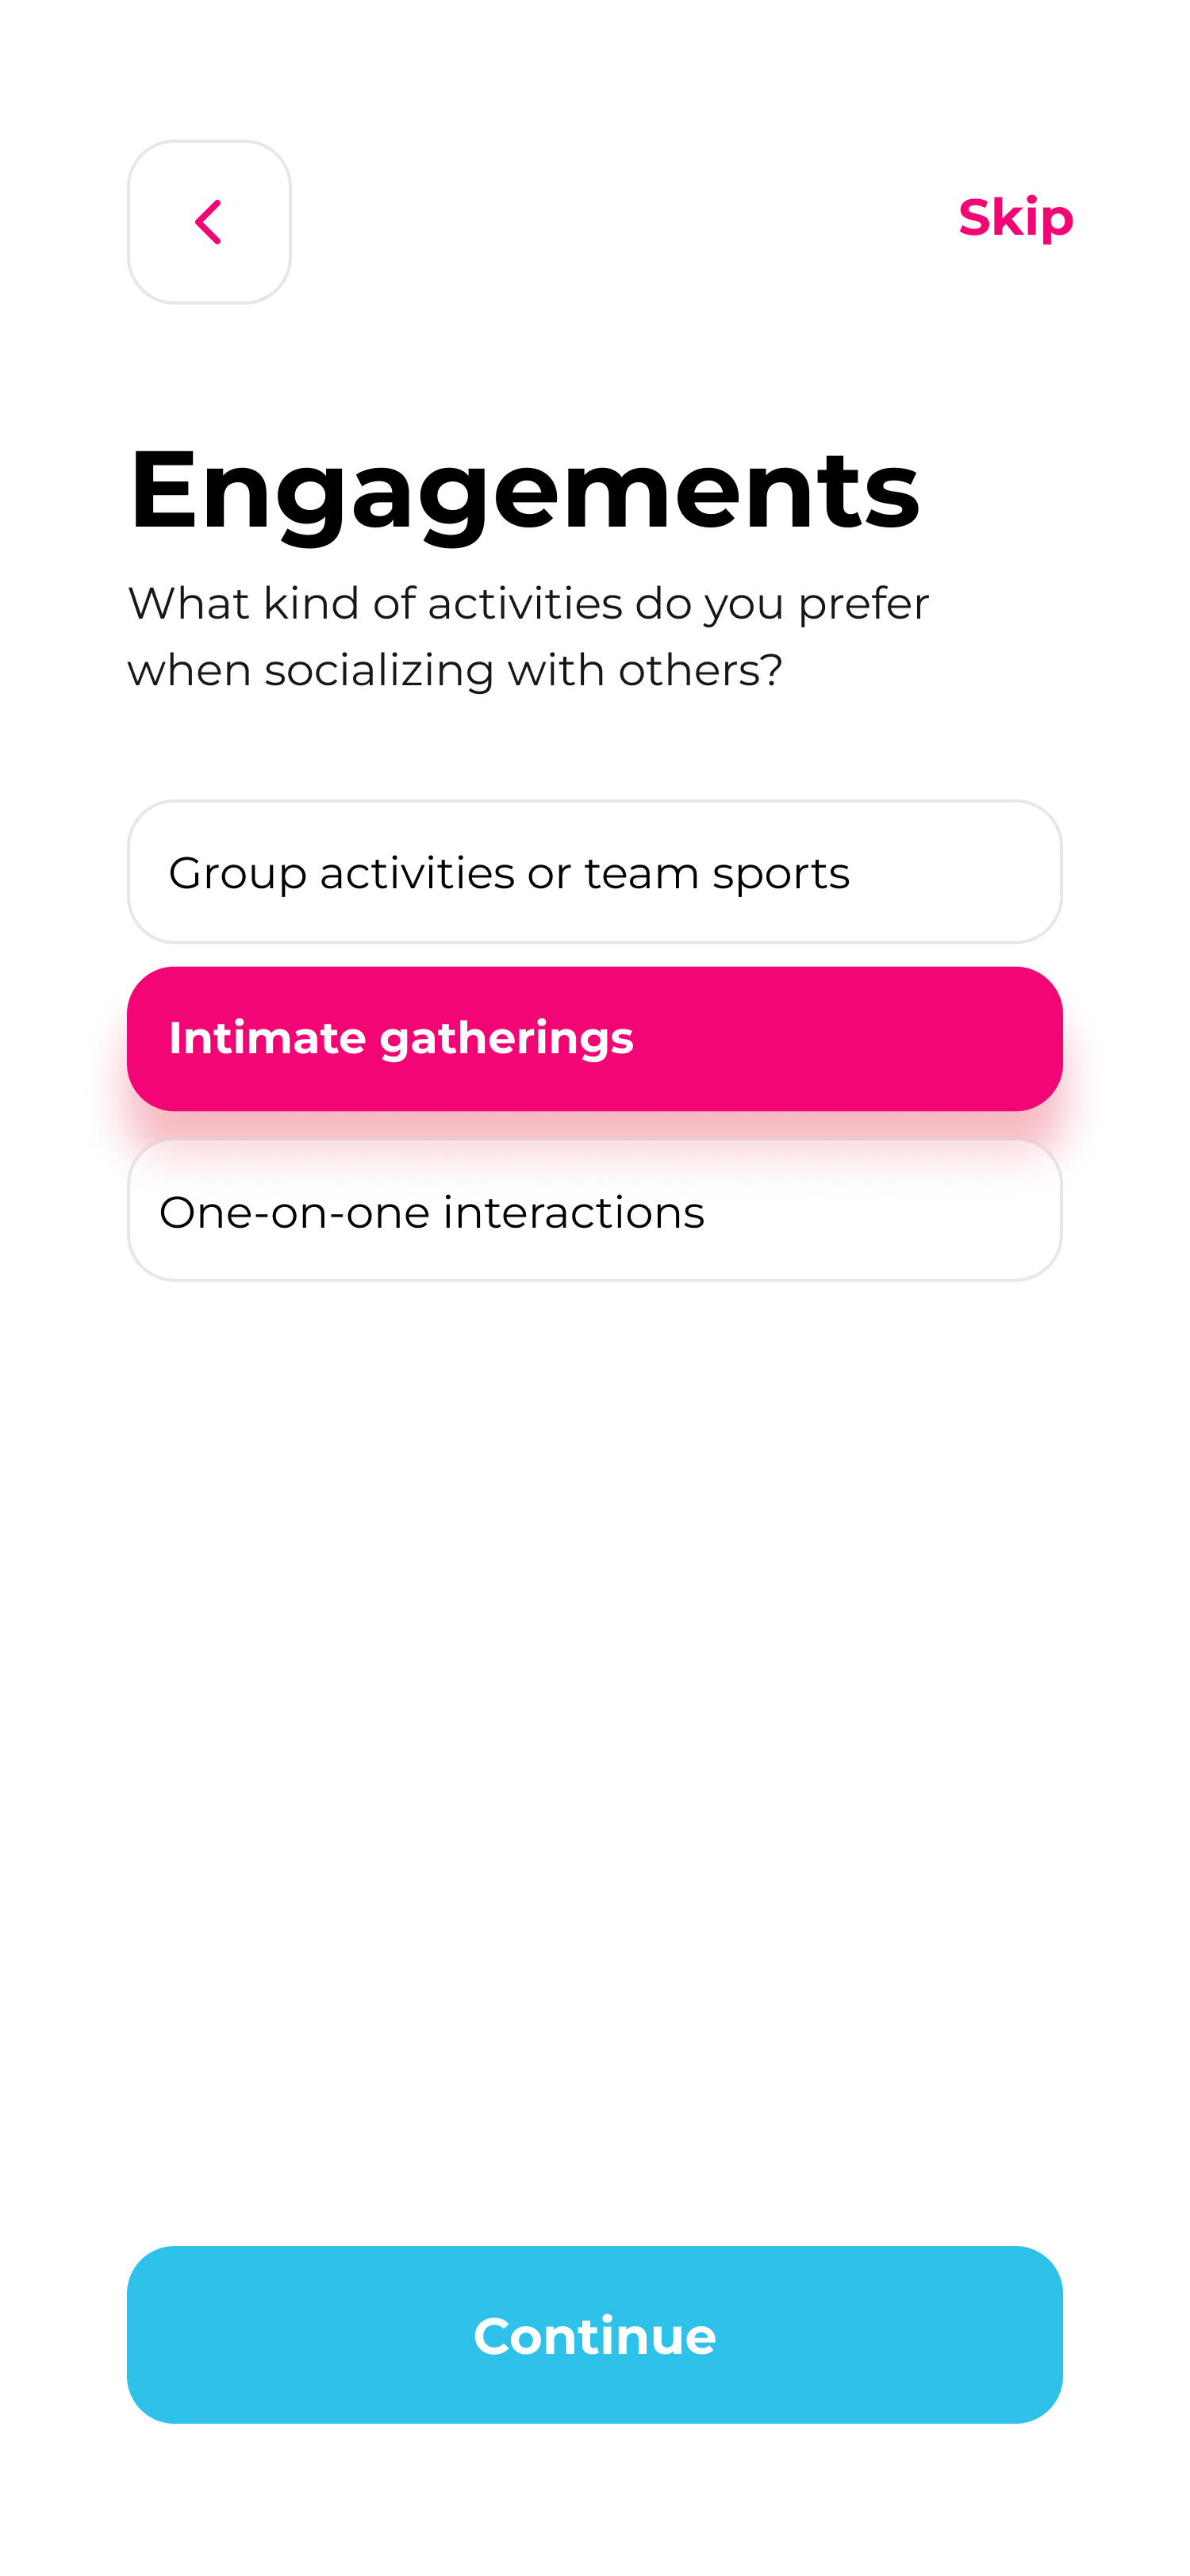 Skip
Engagements
What kind of activities do you prefer
when socializing with others?
Group activities or team sports
Intimate gatherings
One-on-one interactions
Continue